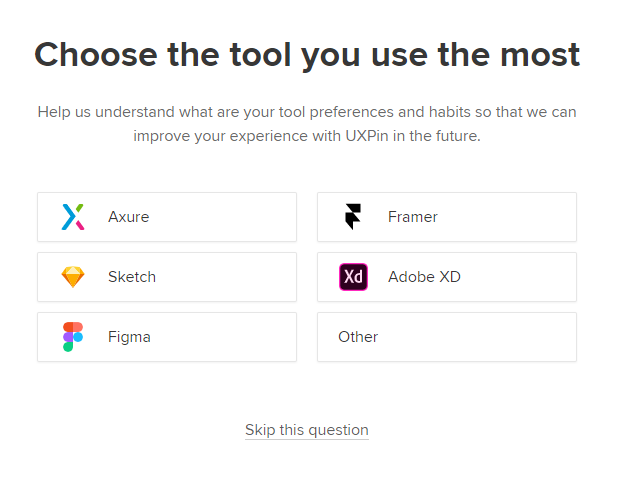 Choose the tool you use the most
Help us understand what are your tool preferences and habits so that we can
improve your experience with UXPin in the future.
Axure
Framer
Sketch
Xd
Adobe XD
Figma
Other
Skip this question